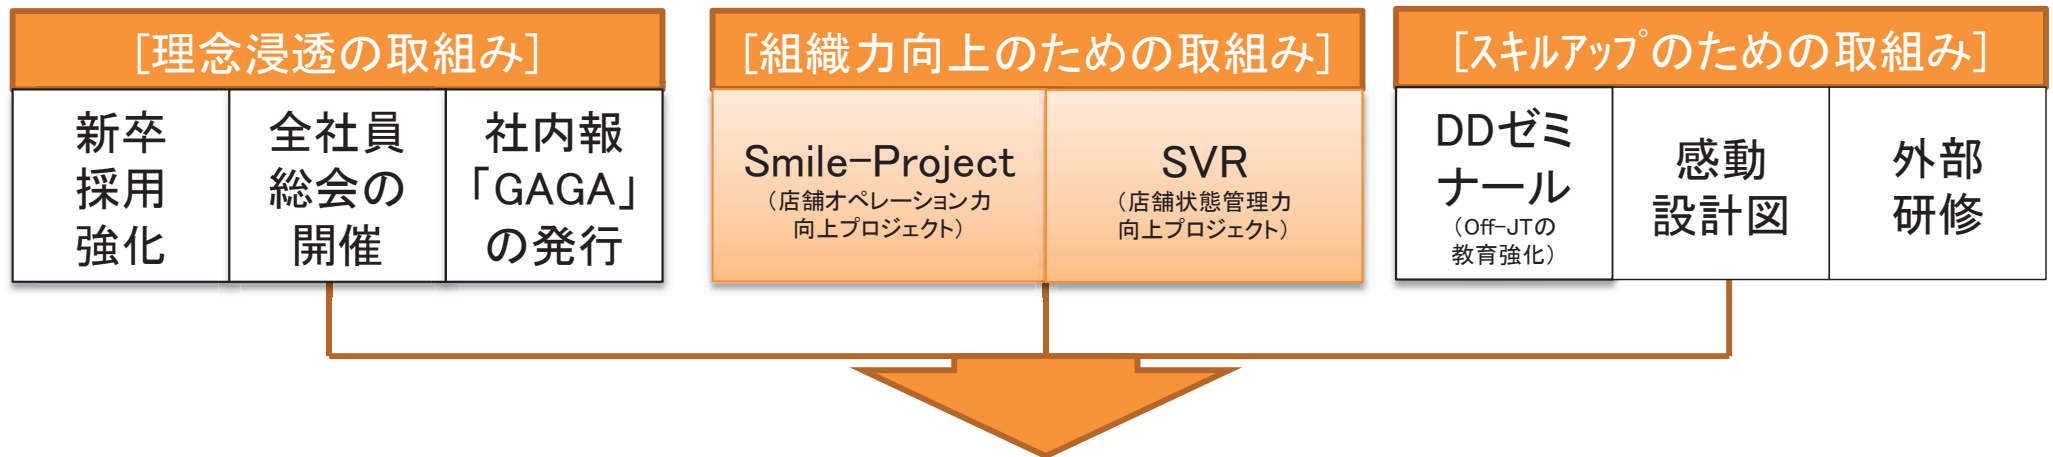 [理念浸透の取組み]
新卒
採用
強化
全社員
総会の
開催
社内報
「GAGA」
の発行
[組織力向上のための取組み]
Smile-Project
（店舗オペレーション力
向上プロジェクト）
SVR
（店舗状態管理力
向上プロジェクト）
[スキルアップのための取組み]
DDゼミ
ナール
（Off-JTの
教育強化）
感動
設計図
外部
研修